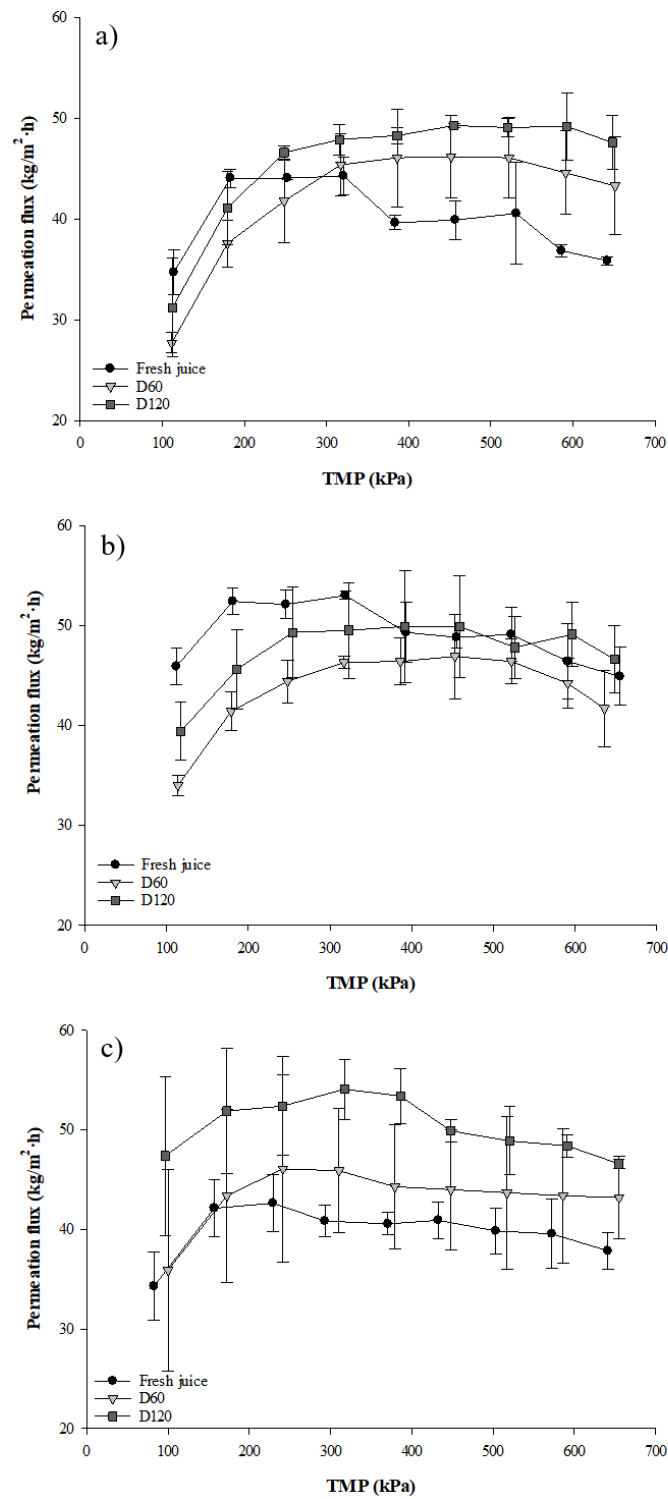 a)
60
50
40
30
20
Permeation flux (kg/m²·h)
Fresh juice
D60
D120
0 100 200 300 400 500 600 700
TMP (kPa)
b)
60
50
40
30
20
Permeation flux (kg/m²·h)
Fresh juice
D60
D120
0 100 200 300 400 500 600 700
TMP (kPa)
c)
60
50
40
30
20
Permeation flux (kg/m²·h)
Fresh juice
D60
D120
0 100 200 300 400 500 600 700
TMP (kPa)